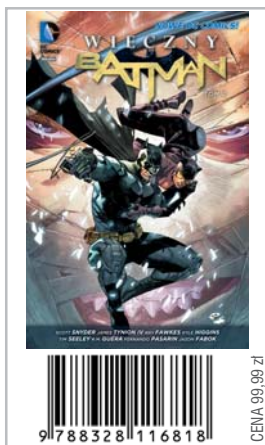 NOWE DC COMICS!
WIECZNY
BATMAN
SCOTT SNYDER JAMES TYNION IV RAY FAWKES KYLE HIGGINS
TIM SEELEY R.M. GUÉRA FERNANDO PASARIN JASON FABOK
9 788328 116818
CENA 99,99 zł